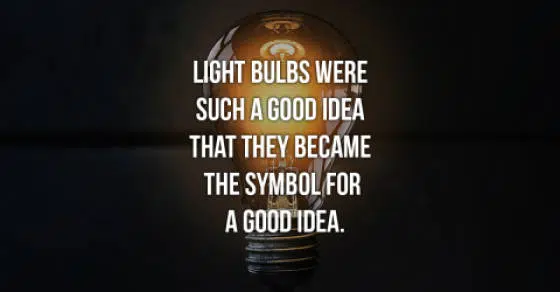 LIGHT BULBS WERE
SUCH A GOOD IDEA
THAT THEY BECAME
THE SYMBOL FOR
A GOOD IDEA.